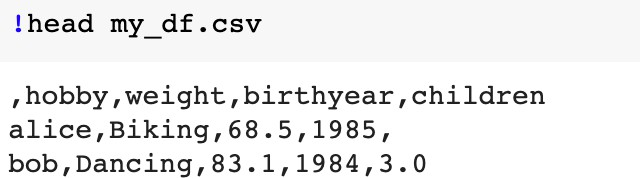 !head my_df.csv
,hobby,weight,birthyear,children
alice,Biking,68.5,1985,
bob,Dancing,83.1,1984,3.0